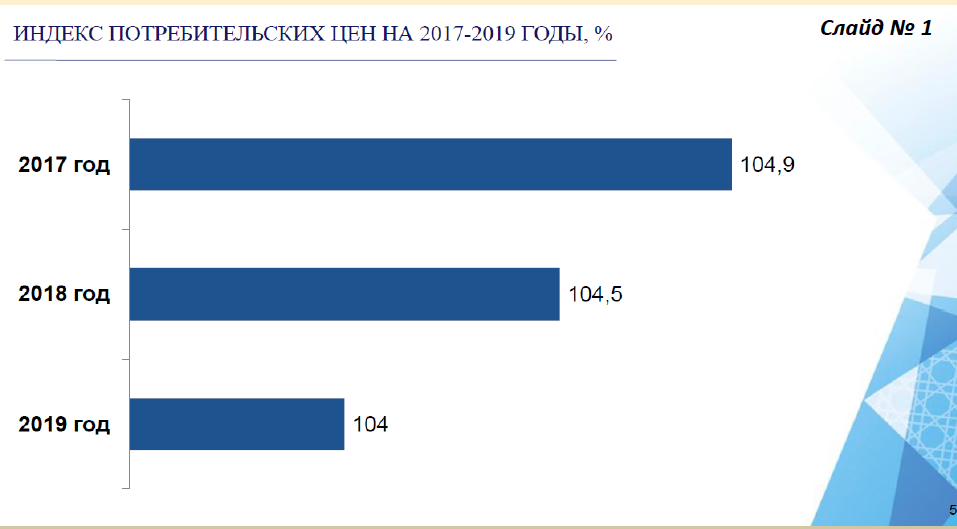 ИНДЕКС ПОТРЕБИТЕЛЬСКИХ ЦЕН НА 2017-2019 ГОДЫ, %
Слайд № 1
2017 год
104,9
2018 год
104,5
2019 год
104
5